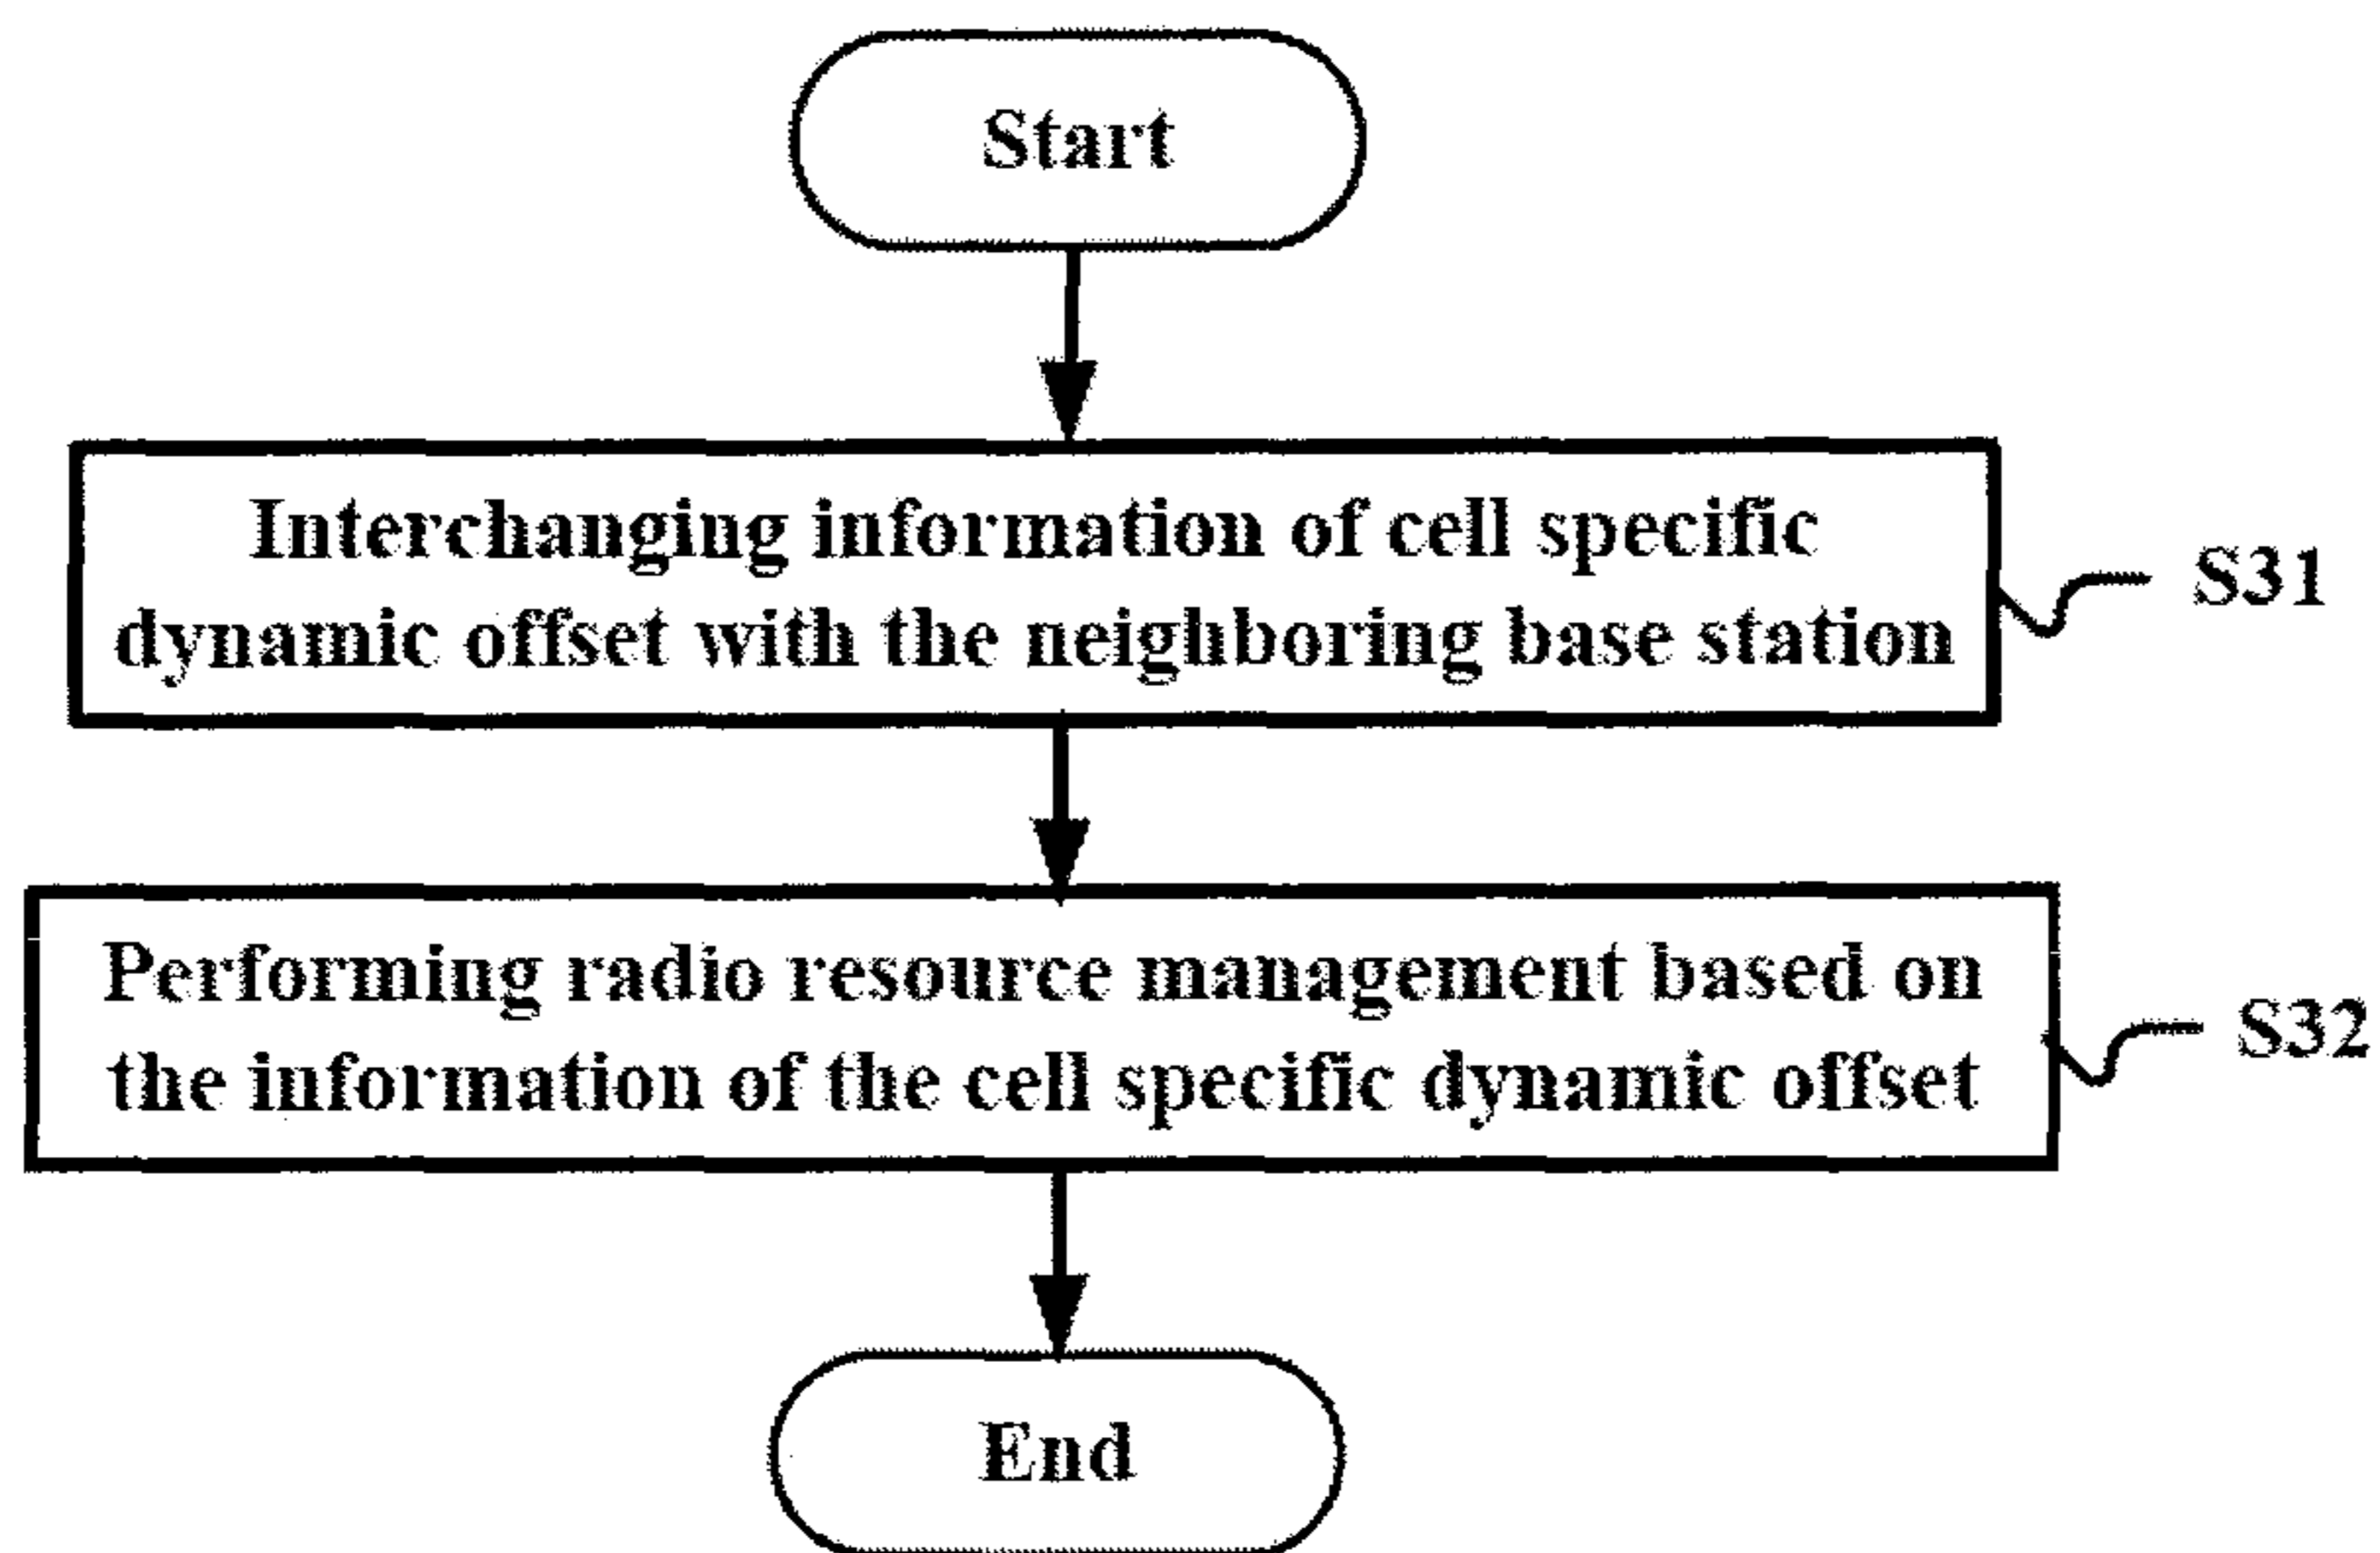 Start
Interchanging information of cell specific
dynamic offset with the neighboring base station
S31
Performing radio resource management based on
the information of the cell specific dynamic offset
S32
End